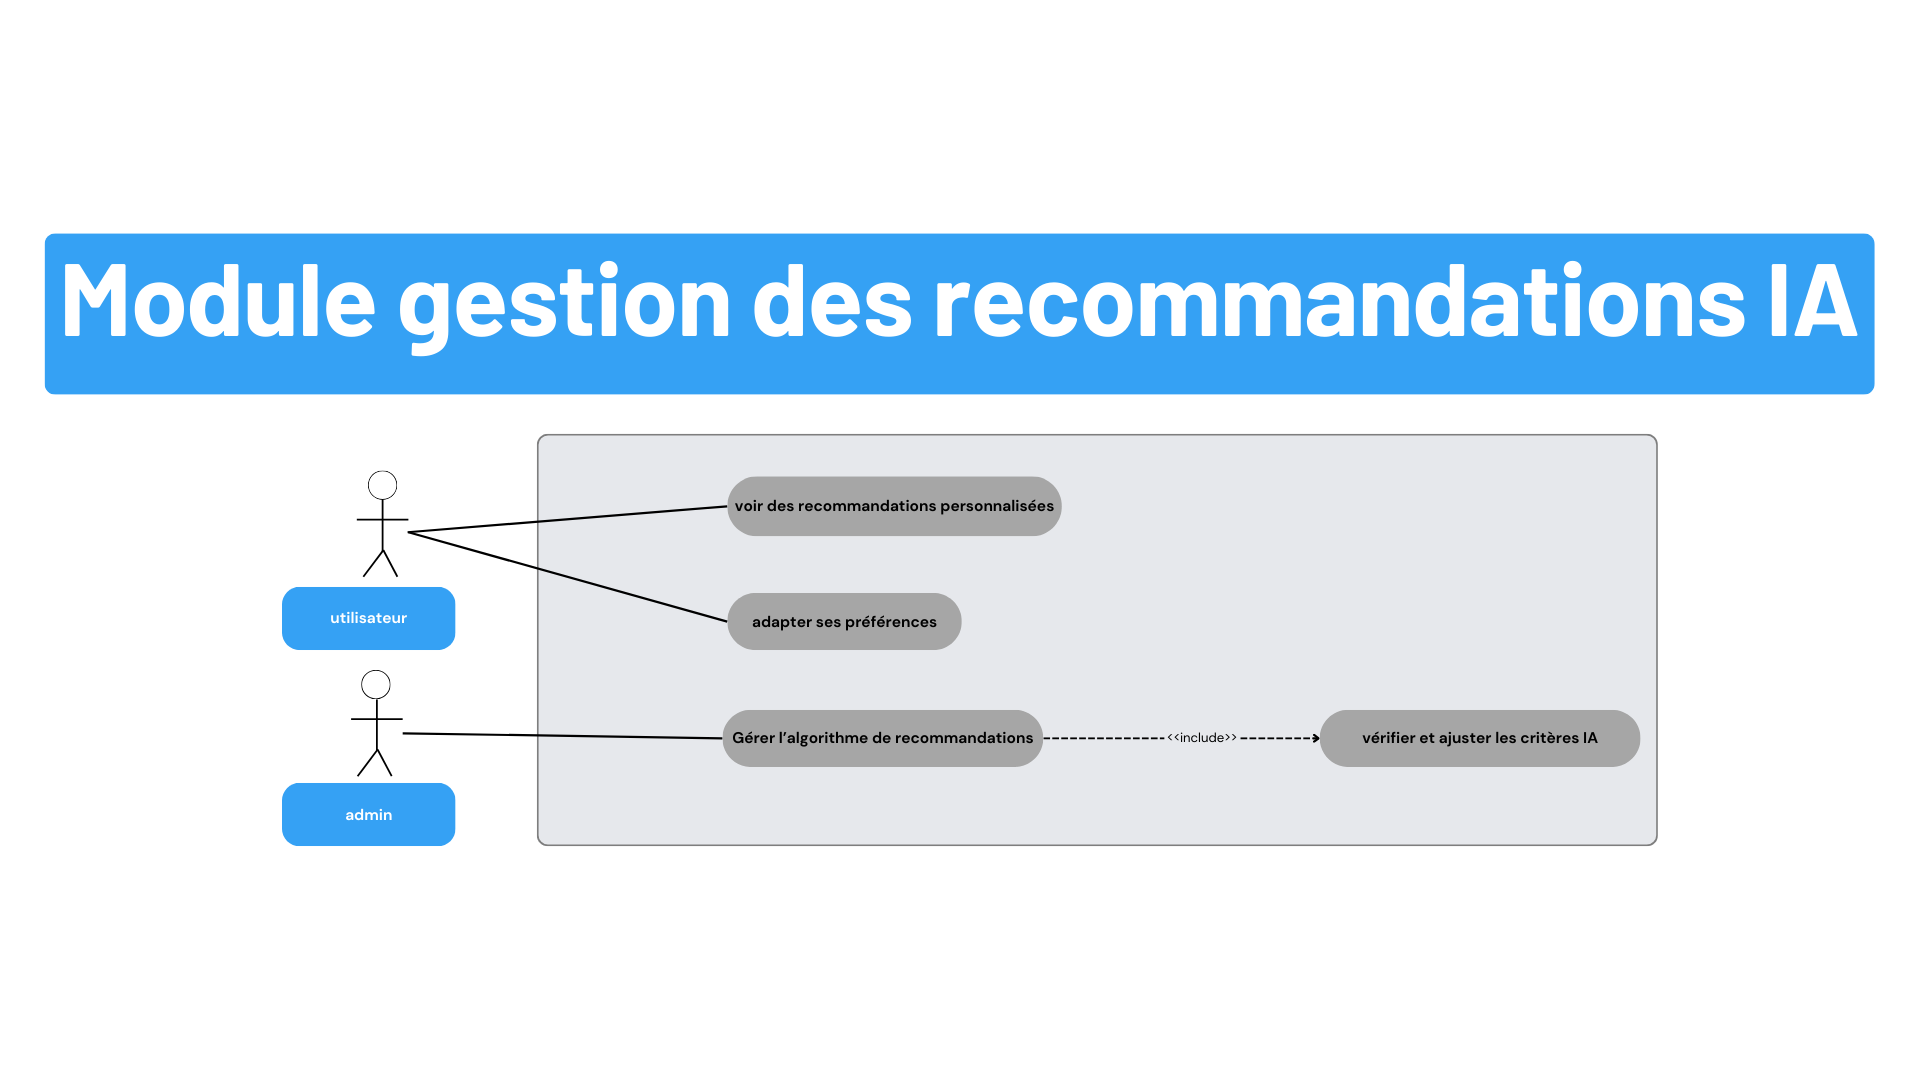 Module gestion des recommandations IA
voir des recommandations personnalisées
utilisateur
adapter ses préférences
Gérer l'algorithme de recommandations
<<include>>
vérifier et ajuster les critères IA
admin